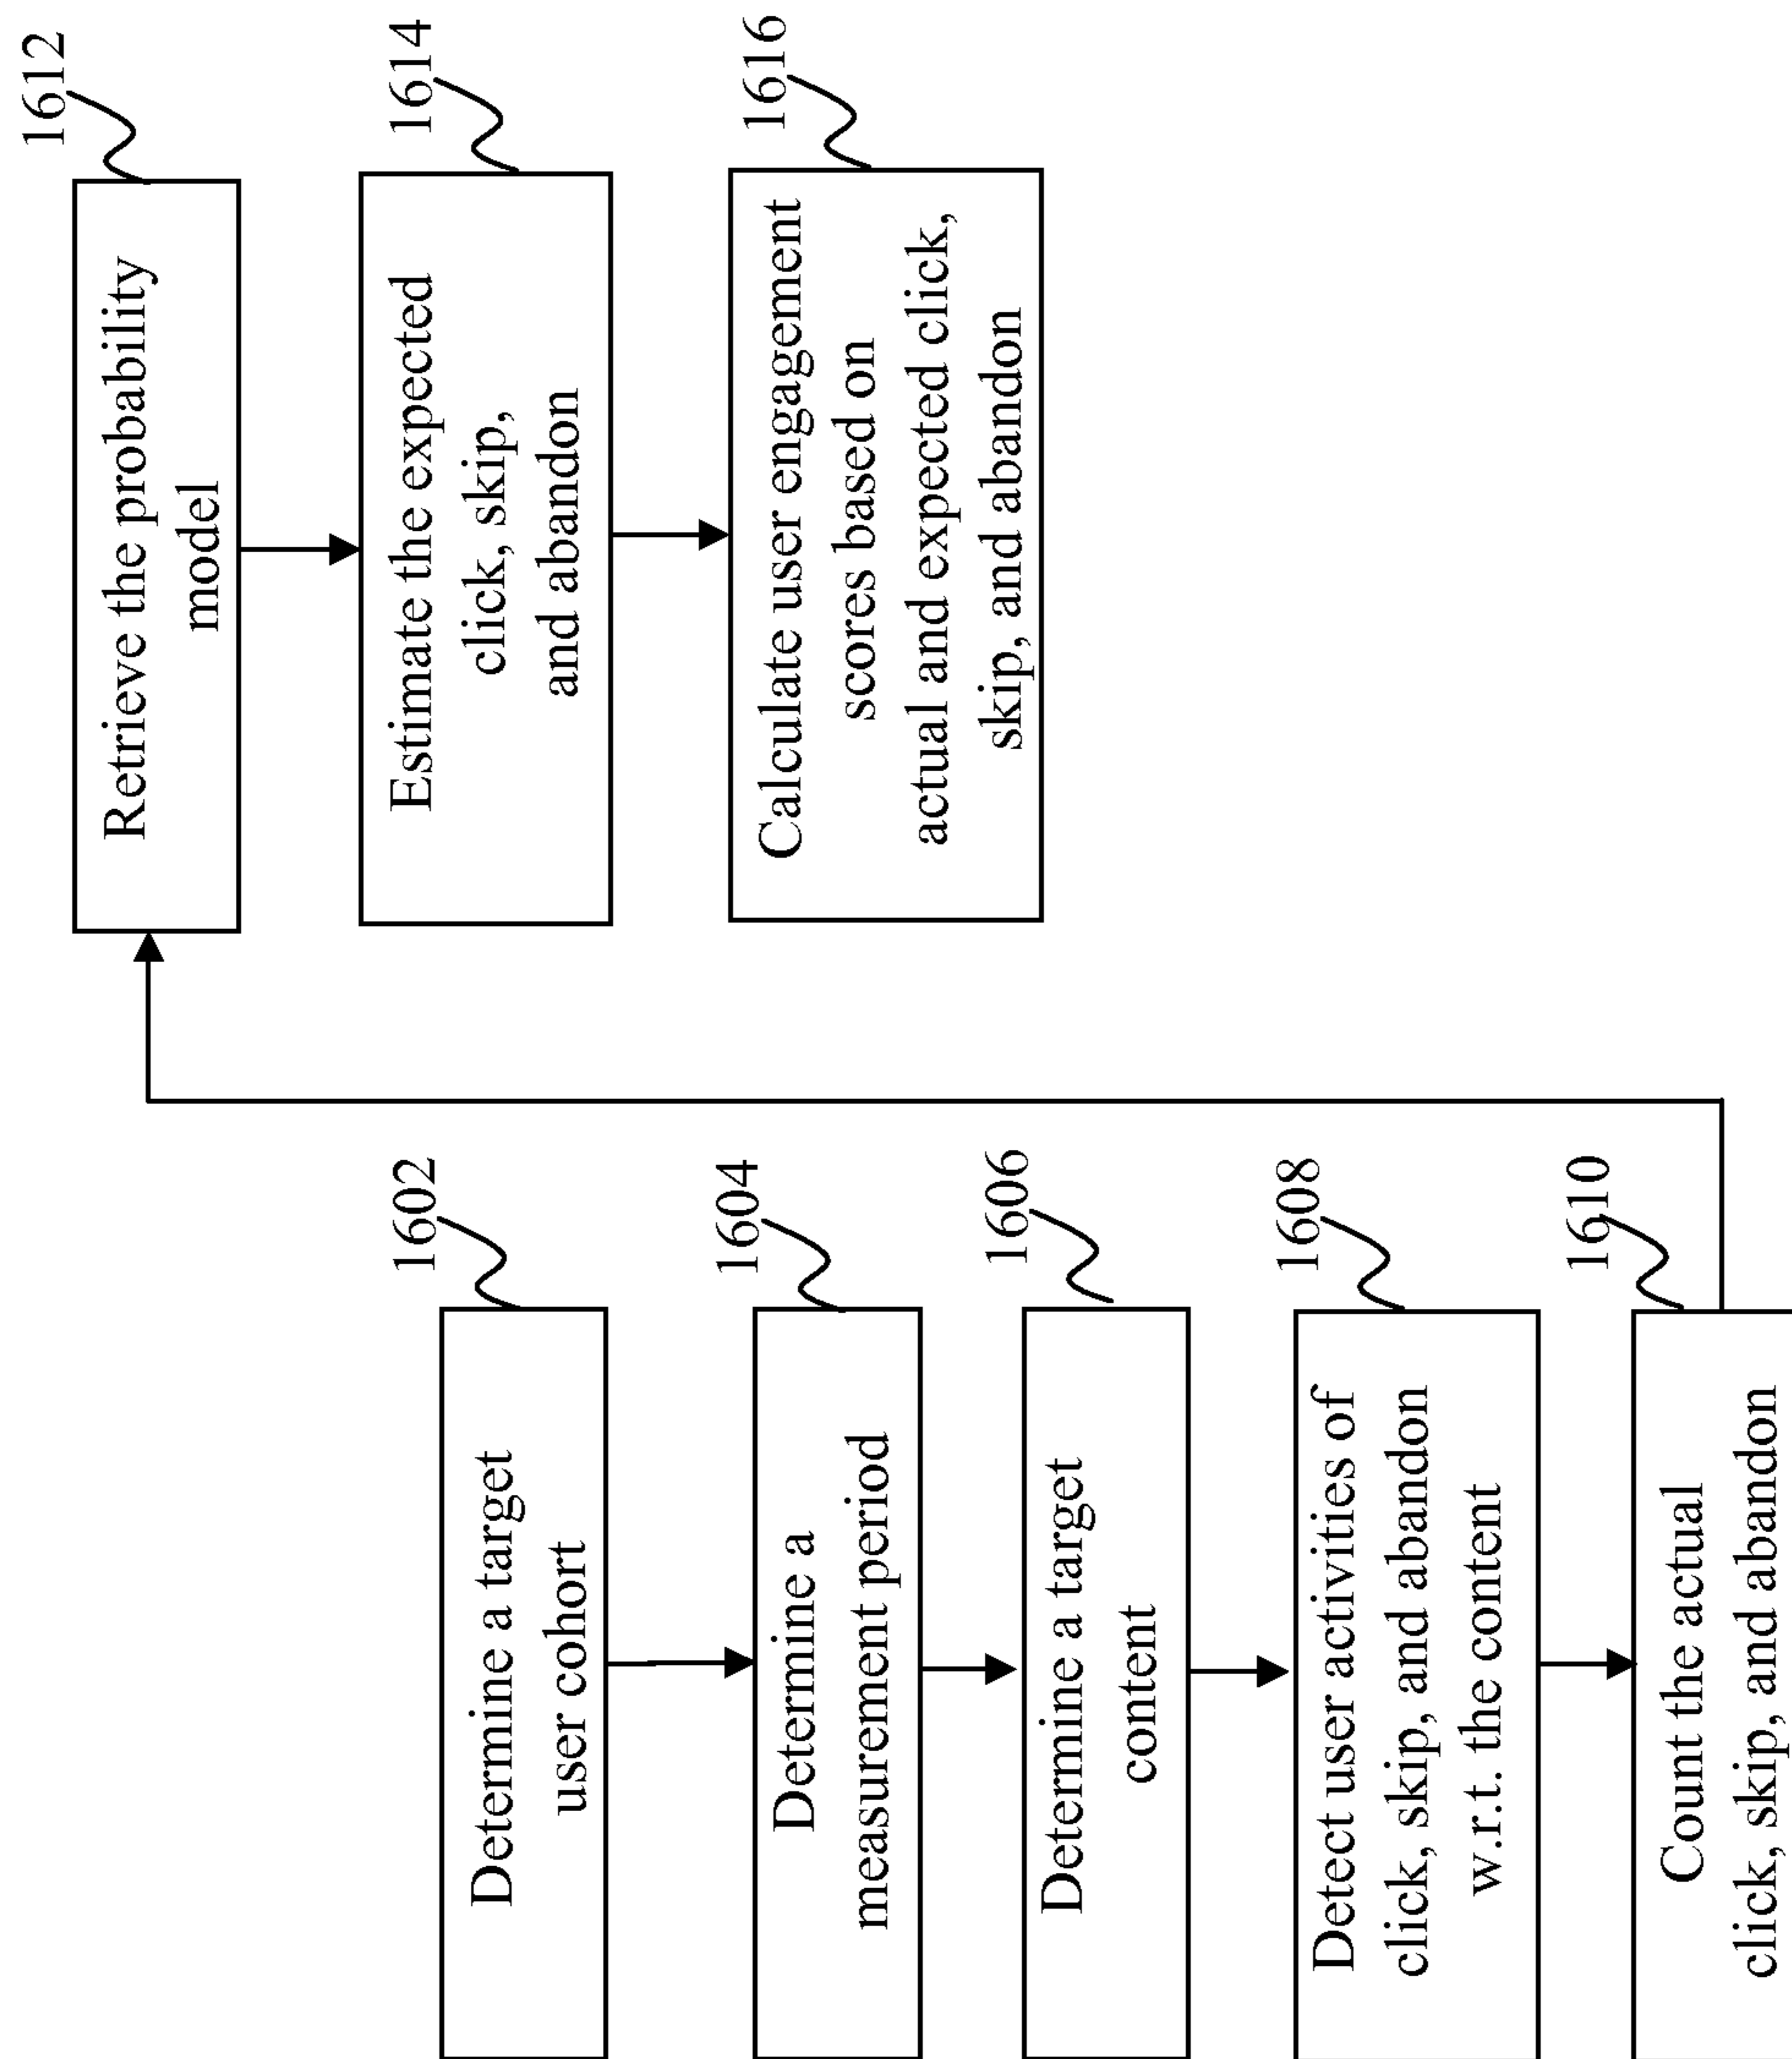 1602
Determine a target
user cohort
1604
Determine a
measurement period
1606
Determine a target
content
1608
Detect user activities of
click, skip, and abandon
w.r.t. the content
1610
Count the actual
click, skip, and abandon
1612
Retrieve the probability
model
1614
Estimate the expected
click, skip,
and abandon
1616
Calculate user engagement
scores based on
actual and expected click,
skip, and abandon